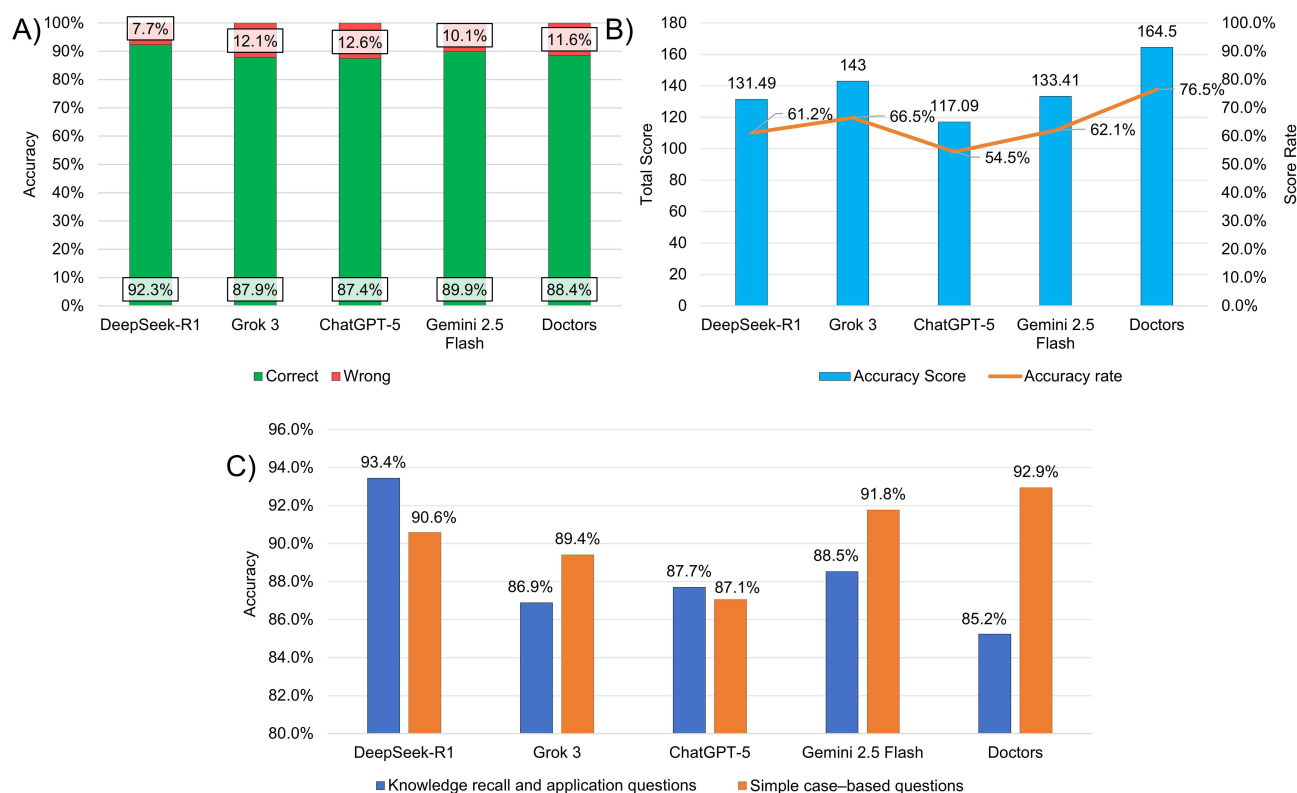 A)
100%
90%
80%
70%
60%
50%
40%
30%
20%
10%
0%
Accuracy
7.7%
12.1%
12.6%
10.1%
11.6%
92.3%
87.9%
87.4%
89.9%
88.4%
DeepSeek-R1
Grok 3
ChatGPT-5
Gemini 2.5
Flash
Doctors
Correct
Wrong
B)
180
160
140
120
100
80
60
40
20
0
Total Score
131.49
143
117.09
133.41
164.5
61.2%
66.5%
54.5%
62.1%
76.5%
100.0%
90.0%
80.0%
70.0%
60.0%
50.0%
40.0%
30.0%
20.0%
10.0%
0.0%
Score Rate
DeepSeek-R1
Grok 3
ChatGPT-5
Gemini 2.5
Flash
Doctors
Accuracy Score
Accuracy rate
C)
96.0%
94.0%
92.0%
90.0%
88.0%
86.0%
84.0%
82.0%
80.0%
Accuracy
93.4%
90.6%
86.9%
89.4%
87.7%
87.1%
88.5%
91.8%
85.2%
92.9%
DeepSeek-R1
Grok 3
ChatGPT-5
Gemini 2.5 Flash
Doctors
Knowledge recall and application questions
Simple case–based questions